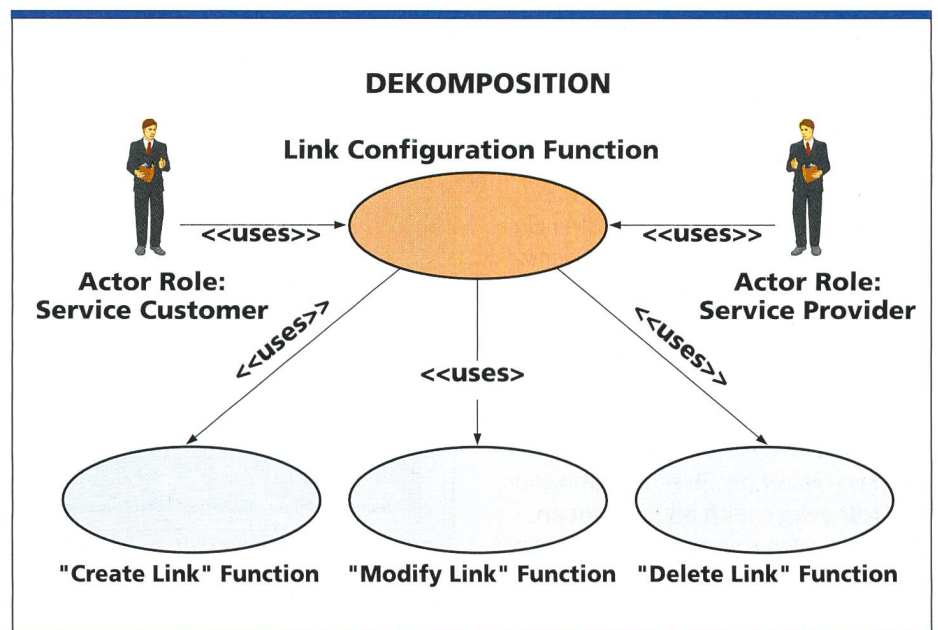 DEKOMPOSITION
Link Configuration Function
<<uses>>
<<uses>>
Actor Role:
Service Customer
Actor Role:
Service Provider
<<uses>>
<<uses>
<<uses>>
"Create Link" Function
"Modify Link" Function
"Delete Link" Function